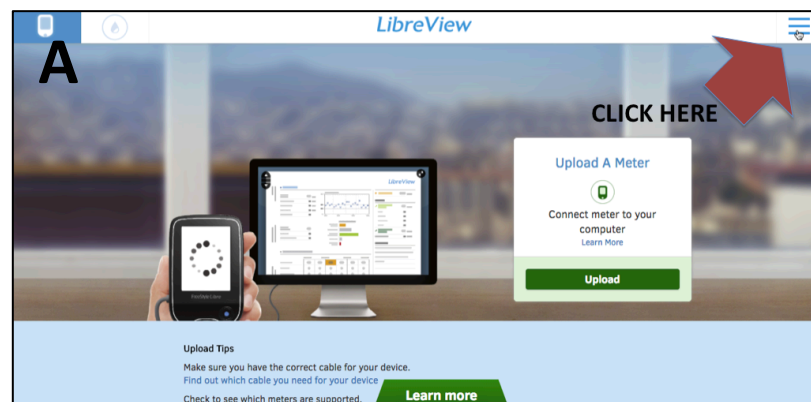 LibreView
A
CLICK HERE
Upload A Meter
Connect meter to your
computer
Learn More
Upload
LibreView
Upload Tips
Make sure you have the correct cable for your device.
Find out which cable you need for your device
Check to see which meters are supported.
Learn more